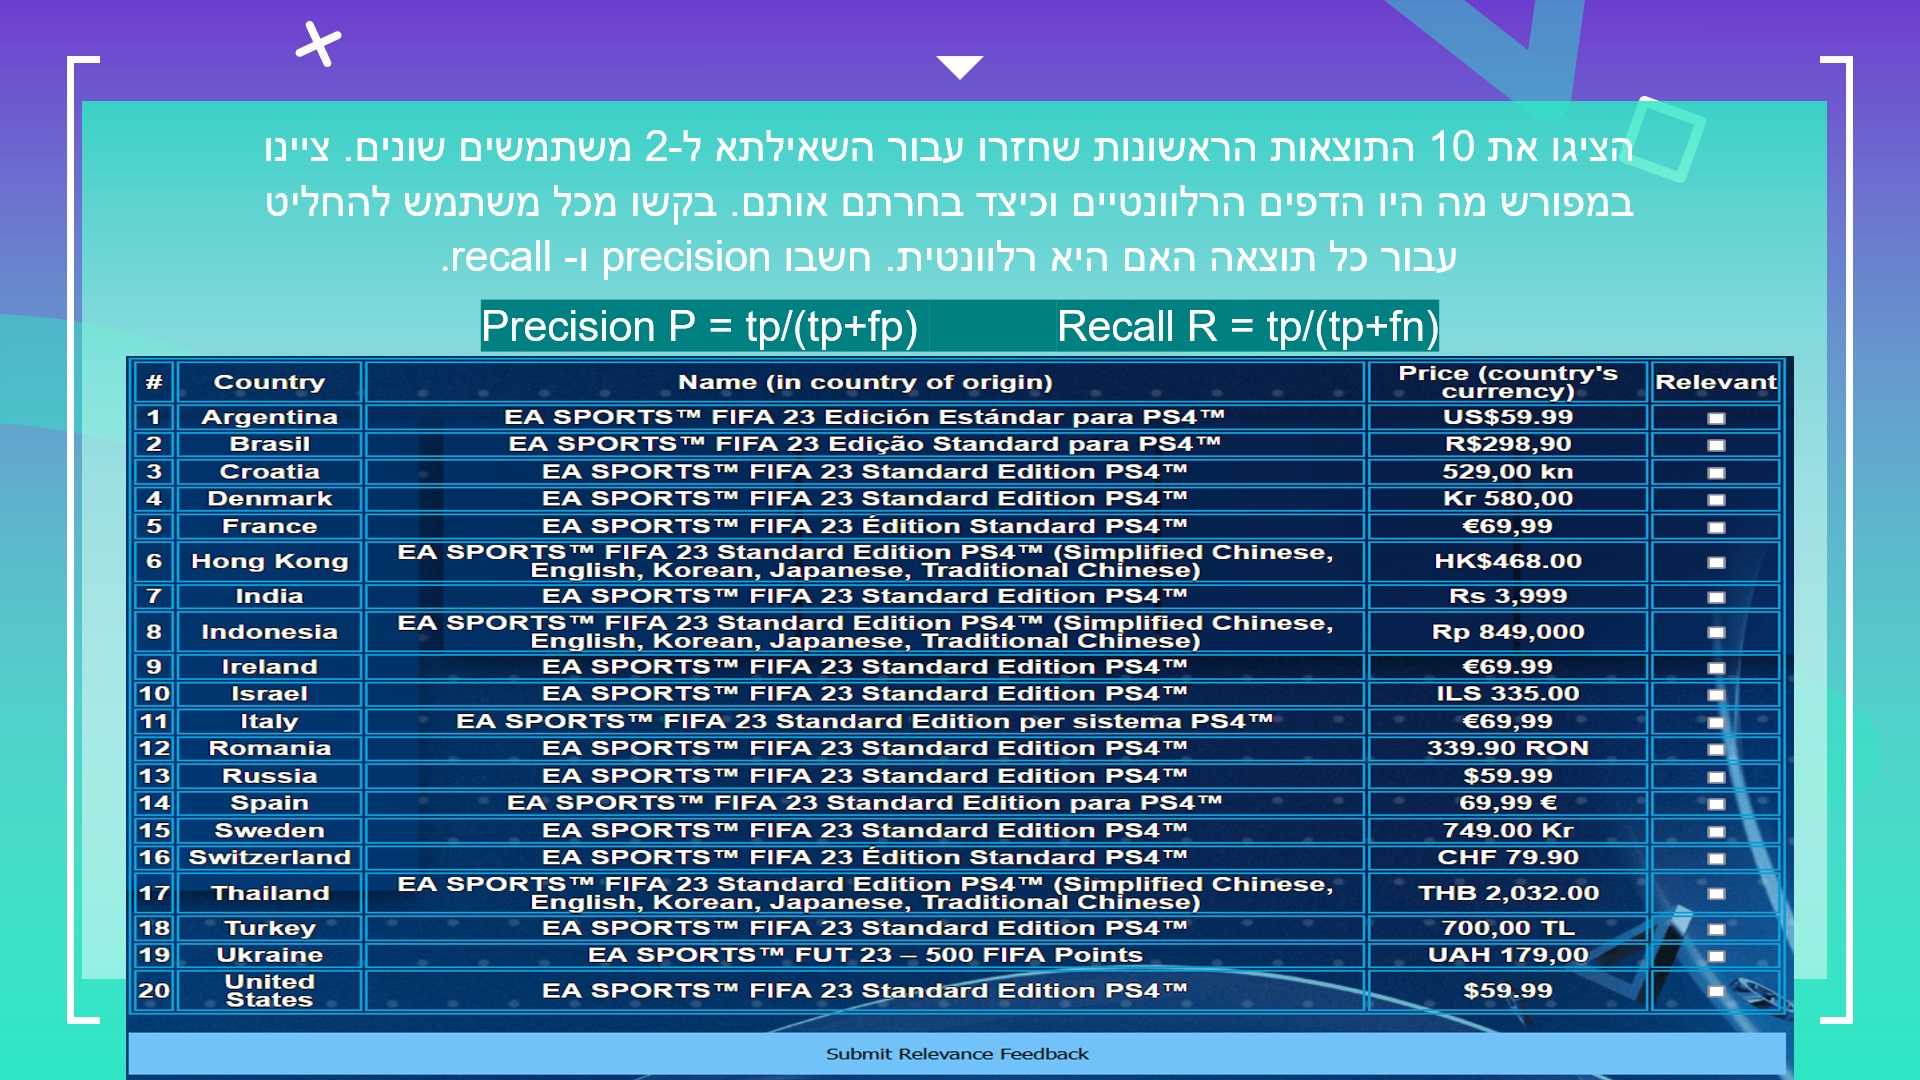 הציגו את 10 התוצאות הראשונות שחזרו עבור השאילתא ל-2 משתמשים שונים. ציינו
במפורש מה היו הדפים הרלוונטיים וכיצד בחרתם אותם. בקשו מכל משתמש להחליט
עבור כל תוצאה האם היא רלוונטית. חשבו precision ו- recall.
Precision P = tp/(tp+fp) Recall R = tp/(tp+fn)
# Country Name (in country of origin) Price (country's currency) Relevant
1 Argentina EA SPORTS™ FIFA 23 Edición Estándar para PS4™ US$59.99
2 Brasil EA SPORTS™ FIFA 23 Edição Standard para PS4™ R$298,90
3 Croatia EA SPORTS™ FIFA 23 Standard Edition PS4™ 529,00 kn
4 Denmark EA SPORTS™ FIFA 23 Standard Edition PS4™ Kr 580,00
5 France EA SPORTS™ FIFA 23 Édition Standard PS4™ €69,99
6 Hong Kong EA SPORTS™ FIFA 23 Standard Edition PS4™ (Simplified Chinese, English, Korean, Japanese, Traditional Chinese) HK$468.00
7 India EA SPORTS™ FIFA 23 Standard Edition PS4™ Rs 3,999
8 Indonesia EA SPORTS™ FIFA 23 Standard Edition PS4™ (Simplified Chinese, English, Korean, Japanese, Traditional Chinese) Rp 849,000
9 Ireland EA SPORTS™ FIFA 23 Standard Edition PS4™ €69.99
10 Israel EA SPORTS™ FIFA 23 Standard Edition PS4™ ILS 335.00
11 Italy EA SPORTS™ FIFA 23 Standard Edition per sistema PS4™ €69,99
12 Romania EA SPORTS™ FIFA 23 Standard Edition PS4™ 339.90 RON
13 Russia EA SPORTS™ FIFA 23 Standard Edition PS4™ $59.99
14 Spain EA SPORTS™ FIFA 23 Standard Edition para PS4™ 69,99 €
15 Sweden EA SPORTS™ FIFA 23 Standard Edition PS4™ 749.00 Kr
16 Switzerland EA SPORTS™ FIFA 23 Édition Standard PS4™ CHF 79.90
17 Thailand EA SPORTS™ FIFA 23 Standard Edition PS4™ (Simplified Chinese, English, Korean, Japanese, Traditional Chinese) THB 2,032.00
18 Turkey EA SPORTS™ FIFA 23 Standard Edition PS4™ 700,00 TL
19 Ukraine EA SPORTS™ FUT 23 – 500 FIFA Points UAH 179,00
20 United States EA SPORTS™ FIFA 23 Standard Edition PS4™ $59.99
Submit Relevance Feedback